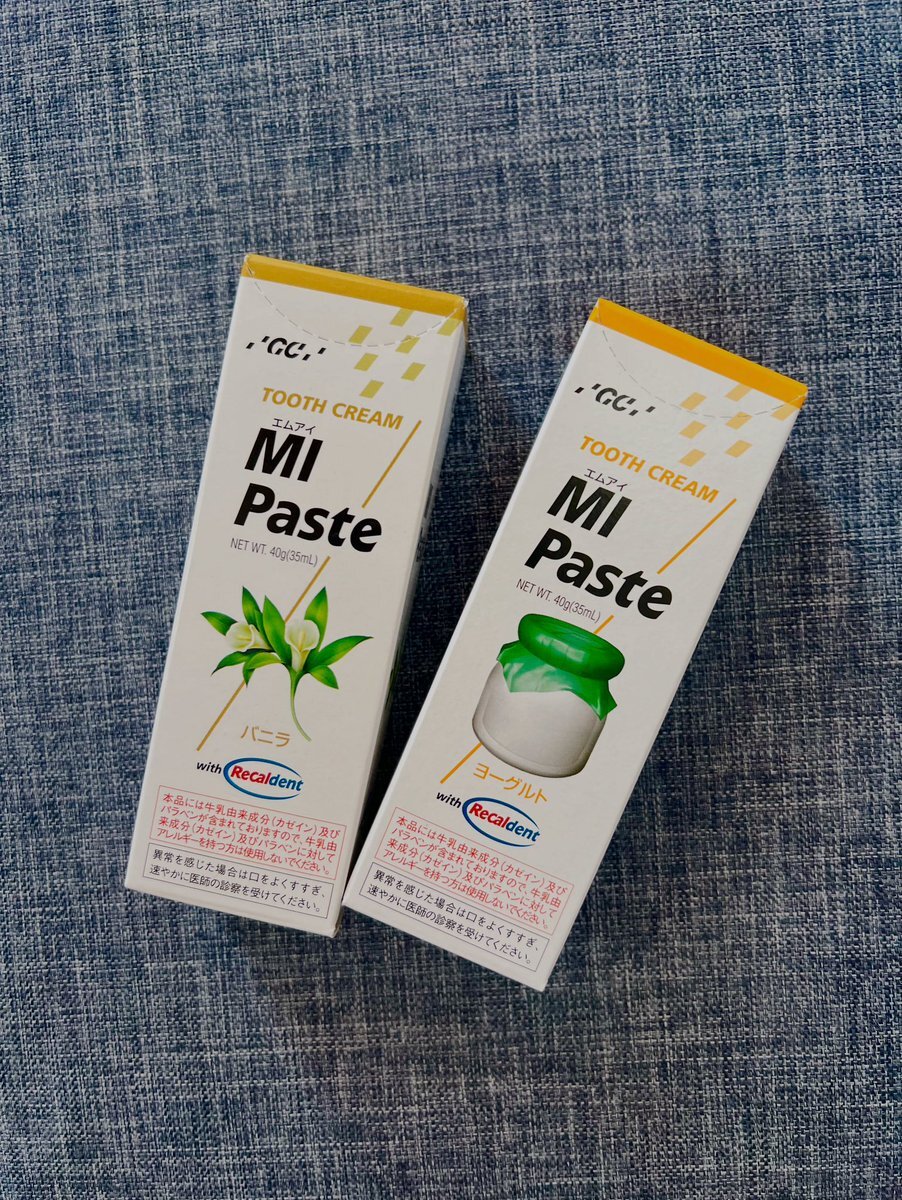 GC
TOOTH CREAM
エムアイ
MI
Paste
NET WT. 40g(35mL)
バニラ
with Recaldent
本品には牛乳由来成分(カゼイン)及び
パラベンが含まれておりますので、牛乳由
来成分(カゼイン)及びパラベンに対して
アレルギーを持つ方は使用しないでください。
異常を感じた場合は口をよくすすぎ、
速やかに医師の診察を受けてください。
GC
TOOTH CREAM
エムアイ
MI
Paste
NET WT. 40g(35mL)
ヨーグルト
with Recaldent
本品には牛乳由来成分(カゼイン)及び
パラベンが含まれておりますので、牛乳由
来成分(カゼイン)及びパラベンに対して
アレルギーを持つ方は使用しないでください。
異常を感じた場合は口をよくすすぎ、
速やかに医師の診察を受けてください。